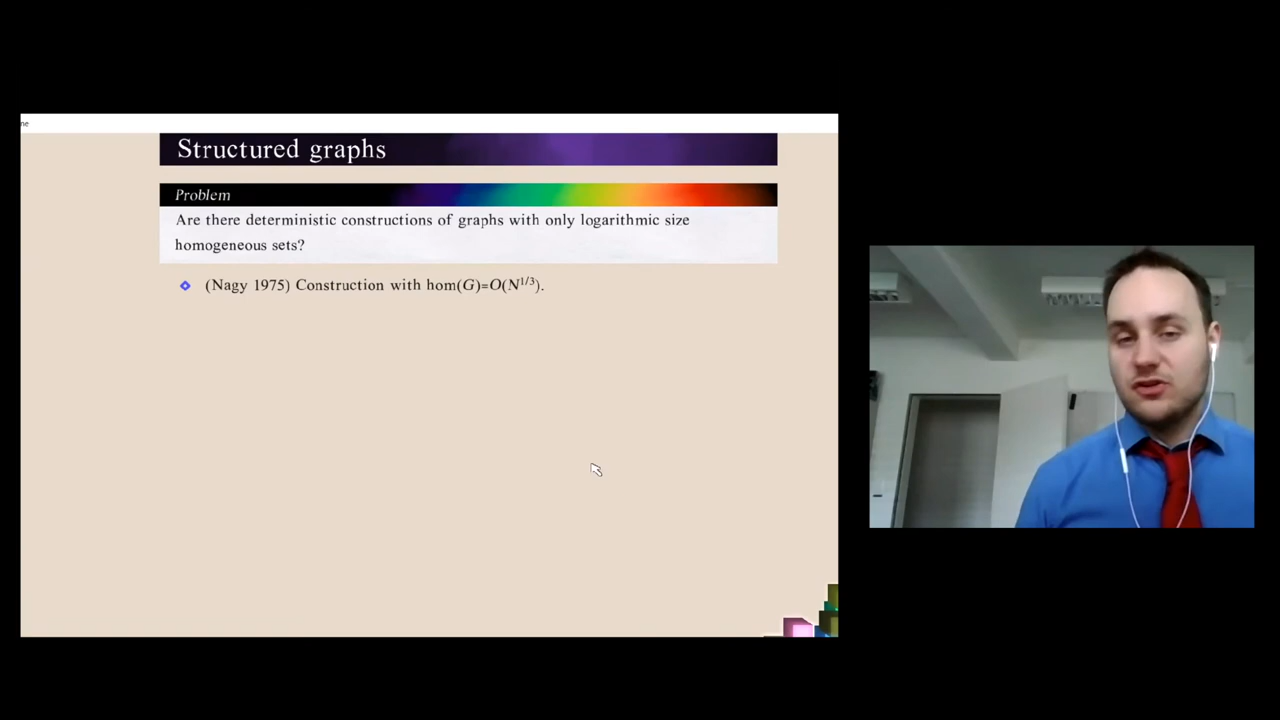 ne
Structured graphs
Problem
Are there deterministic constructions of graphs with only logarithmic size
homogeneous sets?
(Nagy 1975) Construction with hom(G)=O(N^{1/3}).